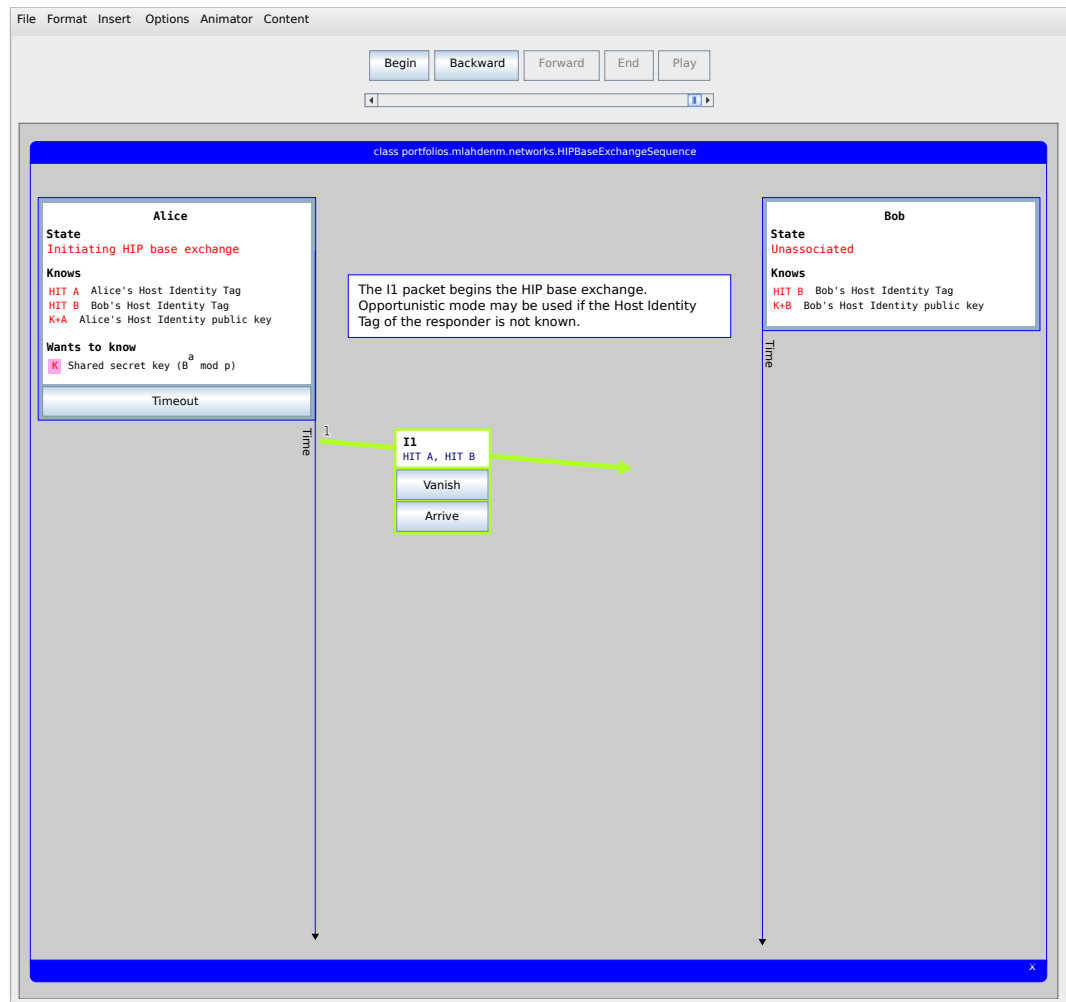 File Format Insert Options Animator Content
Begin Backward Forward End Play
class portfolios.mlahdenm.networks.HIPBaseExchangeSequence
Alice
State
Initiating HIP base exchange
Knows
HIT A Alice's Host Identity Tag
HIT B Bob's Host Identity Tag
K+A Alice's Host Identity public key
Wants to know
K Shared secret key (B^a mod p)
Timeout
Time
The I1 packet begins the HIP base exchange.
Opportunistic mode may be used if the Host Identity
Tag of the responder is not known.
Bob
State
Unassociated
Knows
HIT B Bob's Host Identity Tag
K+B Bob's Host Identity public key
Time
1
I1
HIT A, HIT B
Vanish
Arrive
X